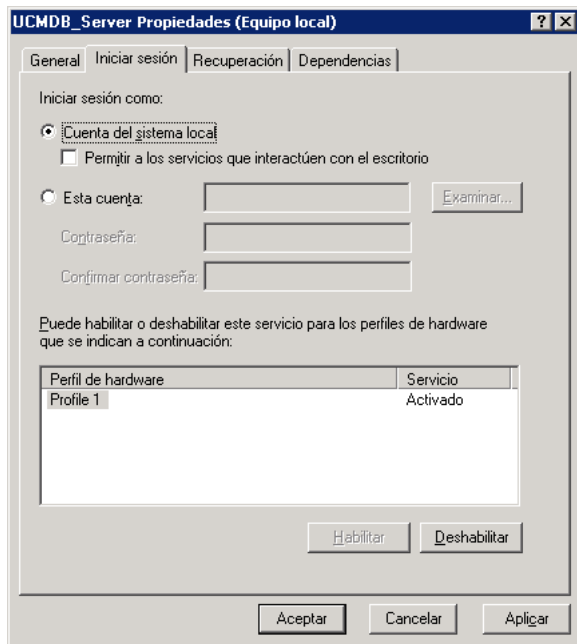 UCMDB_Server Propiedades (Equipo local)
General Iniciar sesión Recuperación Dependencias
Iniciar sesión como:
Cuenta del sistema local
Permitir a los servicios que interactúen con el escritorio
Esta cuenta: Examinar...
Contraseña:
Confirmar contraseña:
Puede habilitar o deshabilitar este servicio para los perfiles de hardware
que se indican a continuación:
Perfil de hardware Servicio
Profile 1 Activado
Habilitar Deshabilitar
Aceptar Cancelar Aplicar